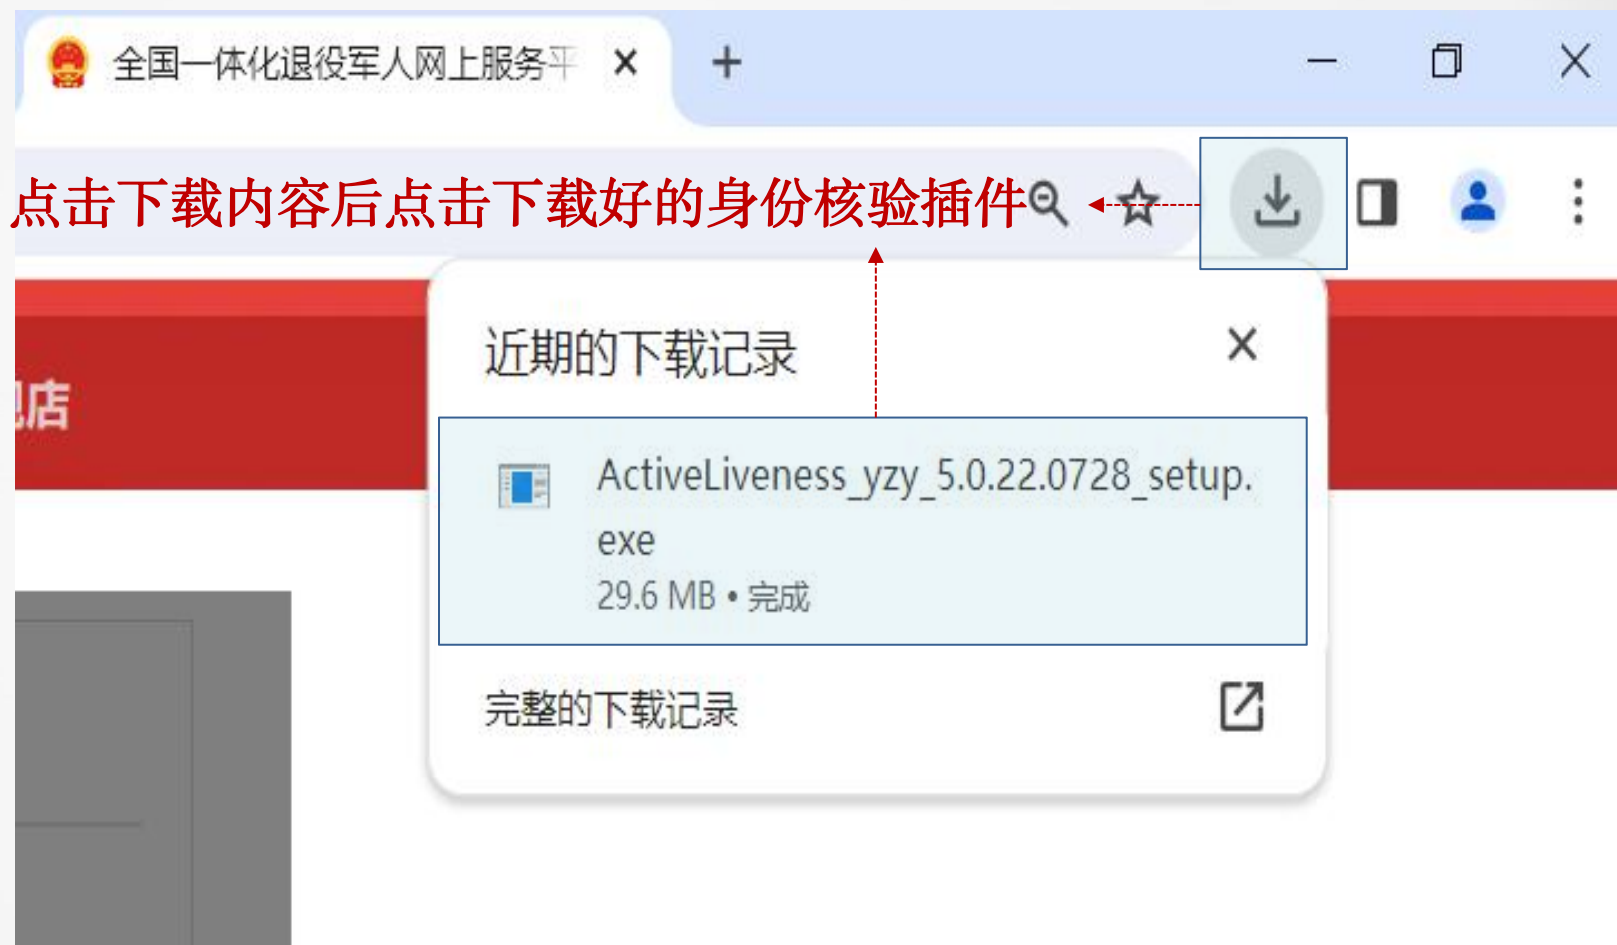 全国一体化退役军人网上服务平
点击下载内容后点击下载好的身份核验插件
近期的下载记录
店
ActiveLiveness_yzy_5.0.22.0728_setup.
exe
29.6 MB • 完成
完整的下载记录